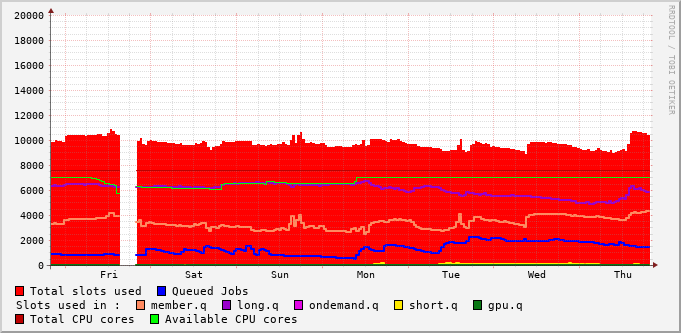 20000
18000
16000
14000
12000
10000
8000
6000
4000
2000
0
Fri Sat Sun Mon Tue Wed Thu
RRDTOOL / TOBI OETIKER
Total slots used Queued Jobs
Slots used in : member.q long.q ondemand.q short.q gpu.q
Total CPU cores Available CPU cores